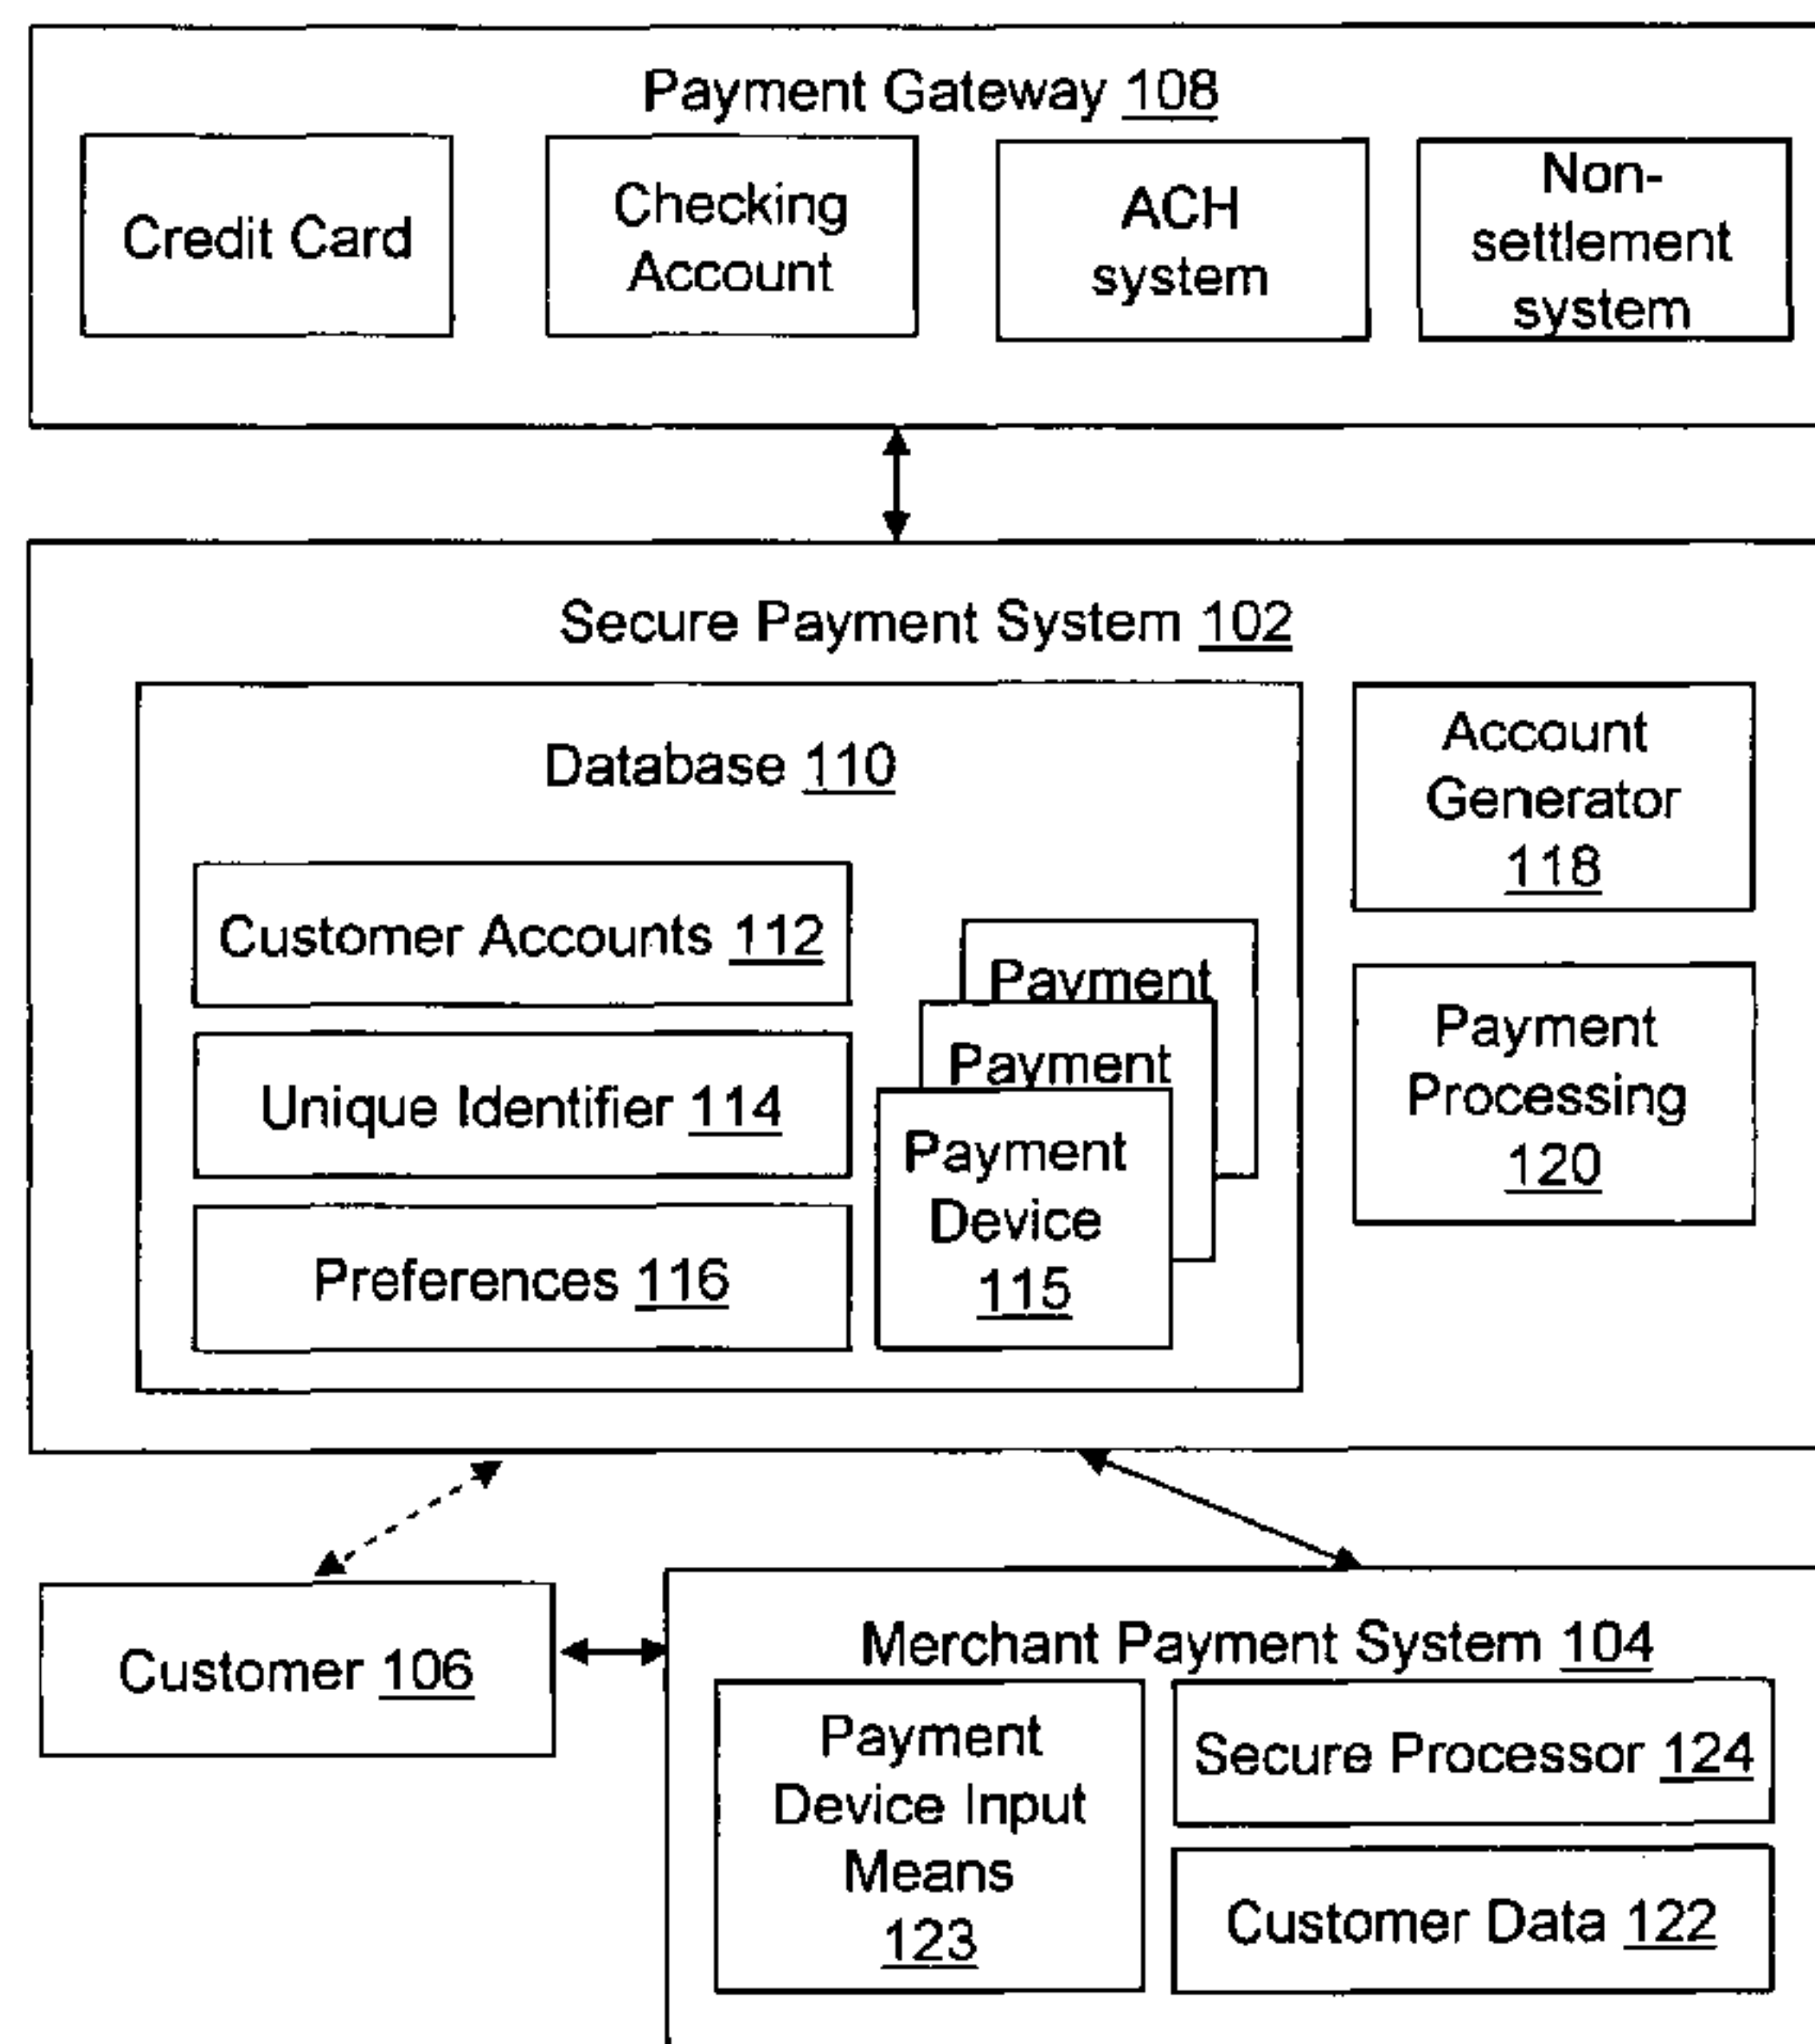 Payment Gateway 108
Credit Card
Checking
Account
ACH
system
Non-
settlement
system
Secure Payment System 102
Database 110
Customer Accounts 112
Unique Identifier 114
Preferences 116
Payment
Payment
Payment
Device
115
Account
Generator
118
Payment
Processing
120
Customer 106
Merchant Payment System 104
Payment
Device Input
Means
123
Secure Processor 124
Customer Data 122